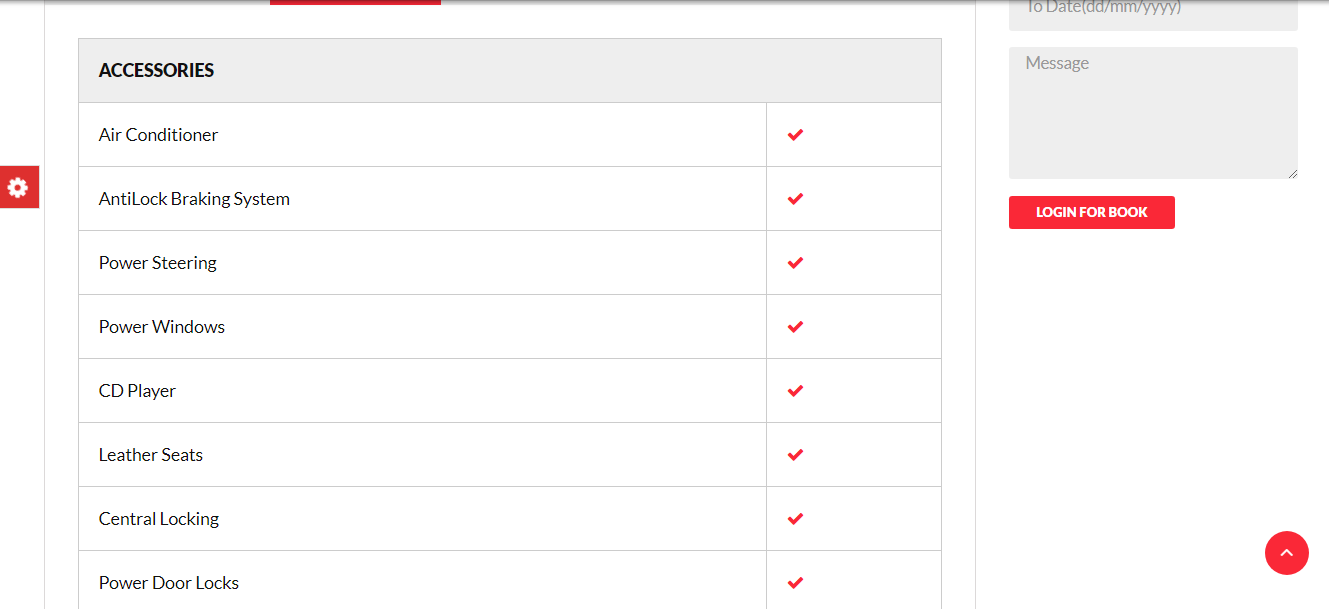 ACCESSORIES
Air Conditioner
AntiLock Braking System
Power Steering
Power Windows
CD Player
Leather Seats
Central Locking
Power Door Locks
To Date(dd/mm/yyyy)
Message
LOGIN FOR BOOK